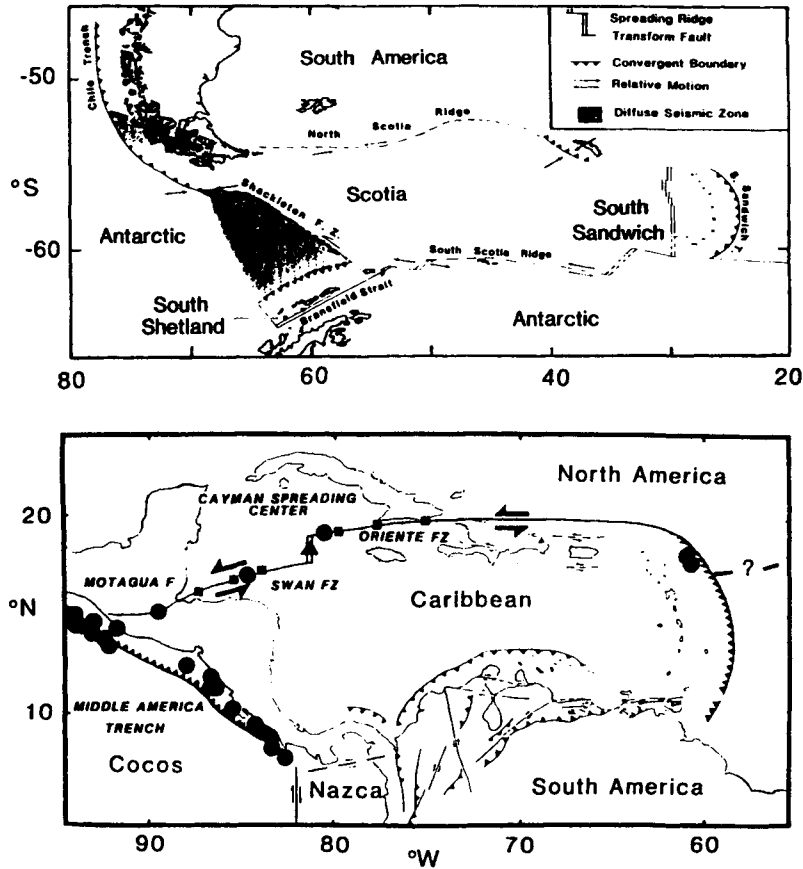 Spreading Ridge
Transform Fault
Convergent Boundary
Relative Motion
Diffuse Seismic Zone
-50
South America
Chile Trench
North Scotia Ridge
°S
Shackleton F. Z.
Scotia
Antarctic
South
Sandwich
S. Sandwich
-60
South Scotia Ridge
South
Shetland
Bransfield Strait
Antarctic
80
60
40
20
North America
CAYMAN SPREADING
CENTER
20
ORIENTE FZ
MOTAGUA F
SWAN FZ
?
°N
Caribbean
MIDDLE AMERICA
TRENCH
10
Cocos
Nazca
South America
90
80
70
60
°W